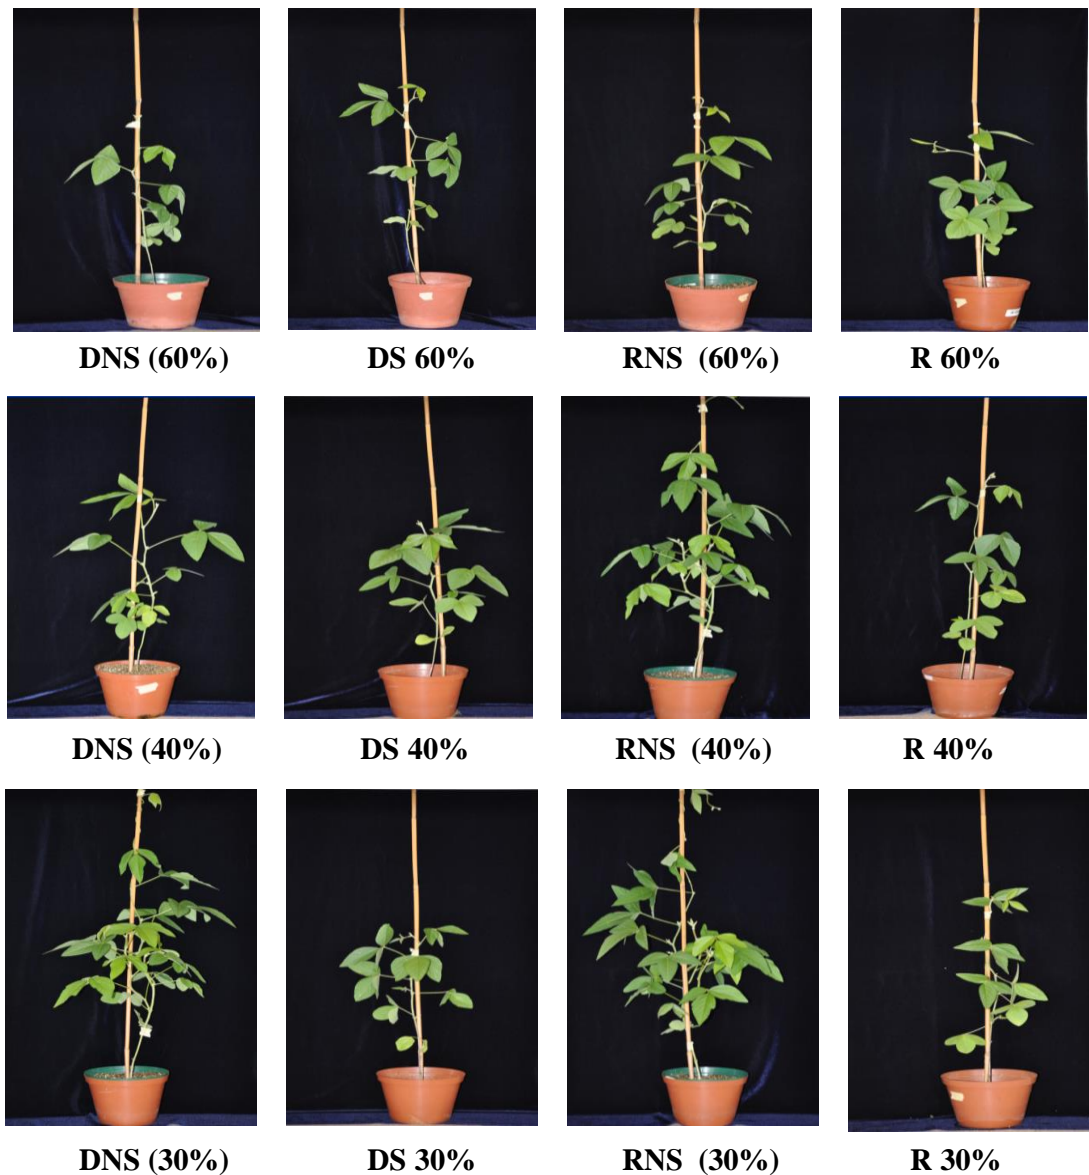 DNS (60%) DS 60% RNS (60%) R 60%
DNS (40%) DS 40% RNS (40%) R 40%
DNS (30%) DS 30% RNS (30%) R 30%